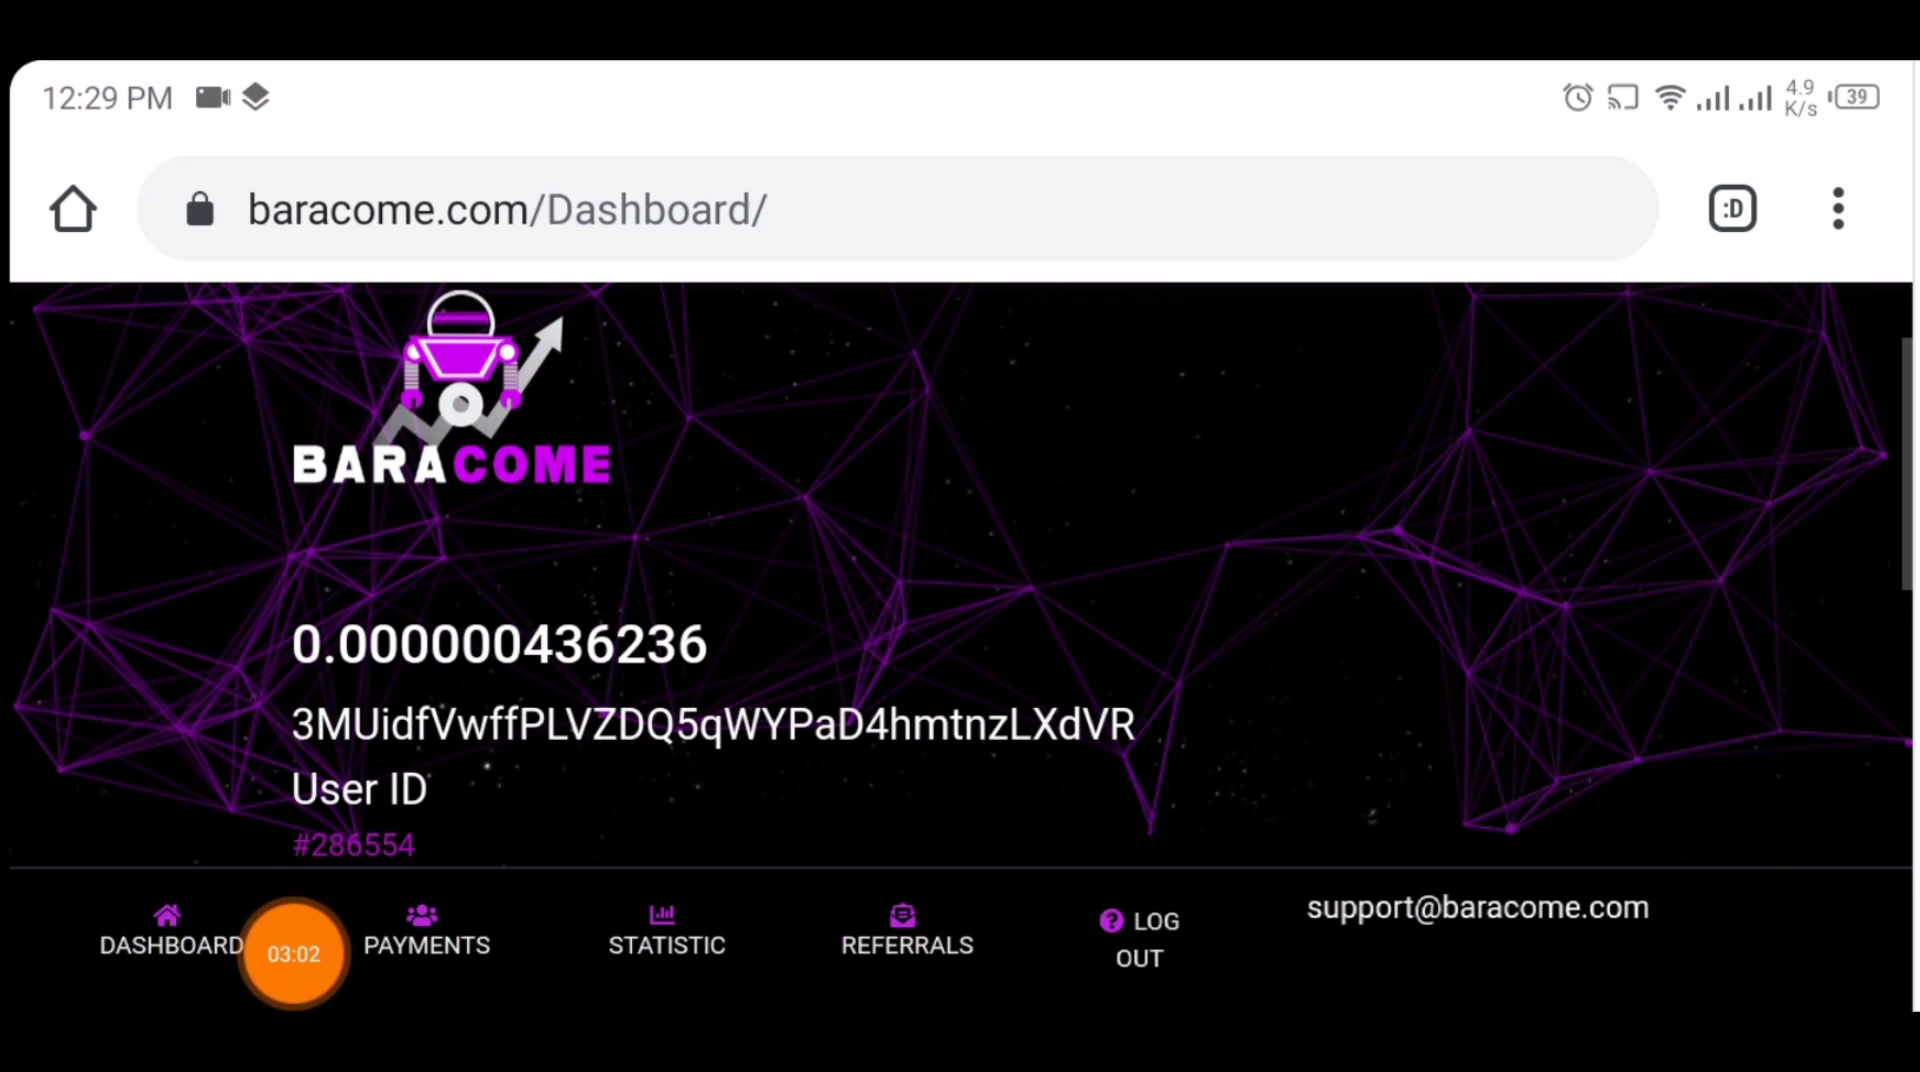 12:29 PM
4.9
K/s
39
baracome.com/Dashboard/
:D
BARACOME
0.000000436236
3MUidfVwffPLVZDQ5qWYPaD4hmtnzLXdVR
User ID
#286554
DASHBOARD
03:02
PAYMENTS
STATISTIC
REFERRALS
LOG
OUT
support@baracome.com